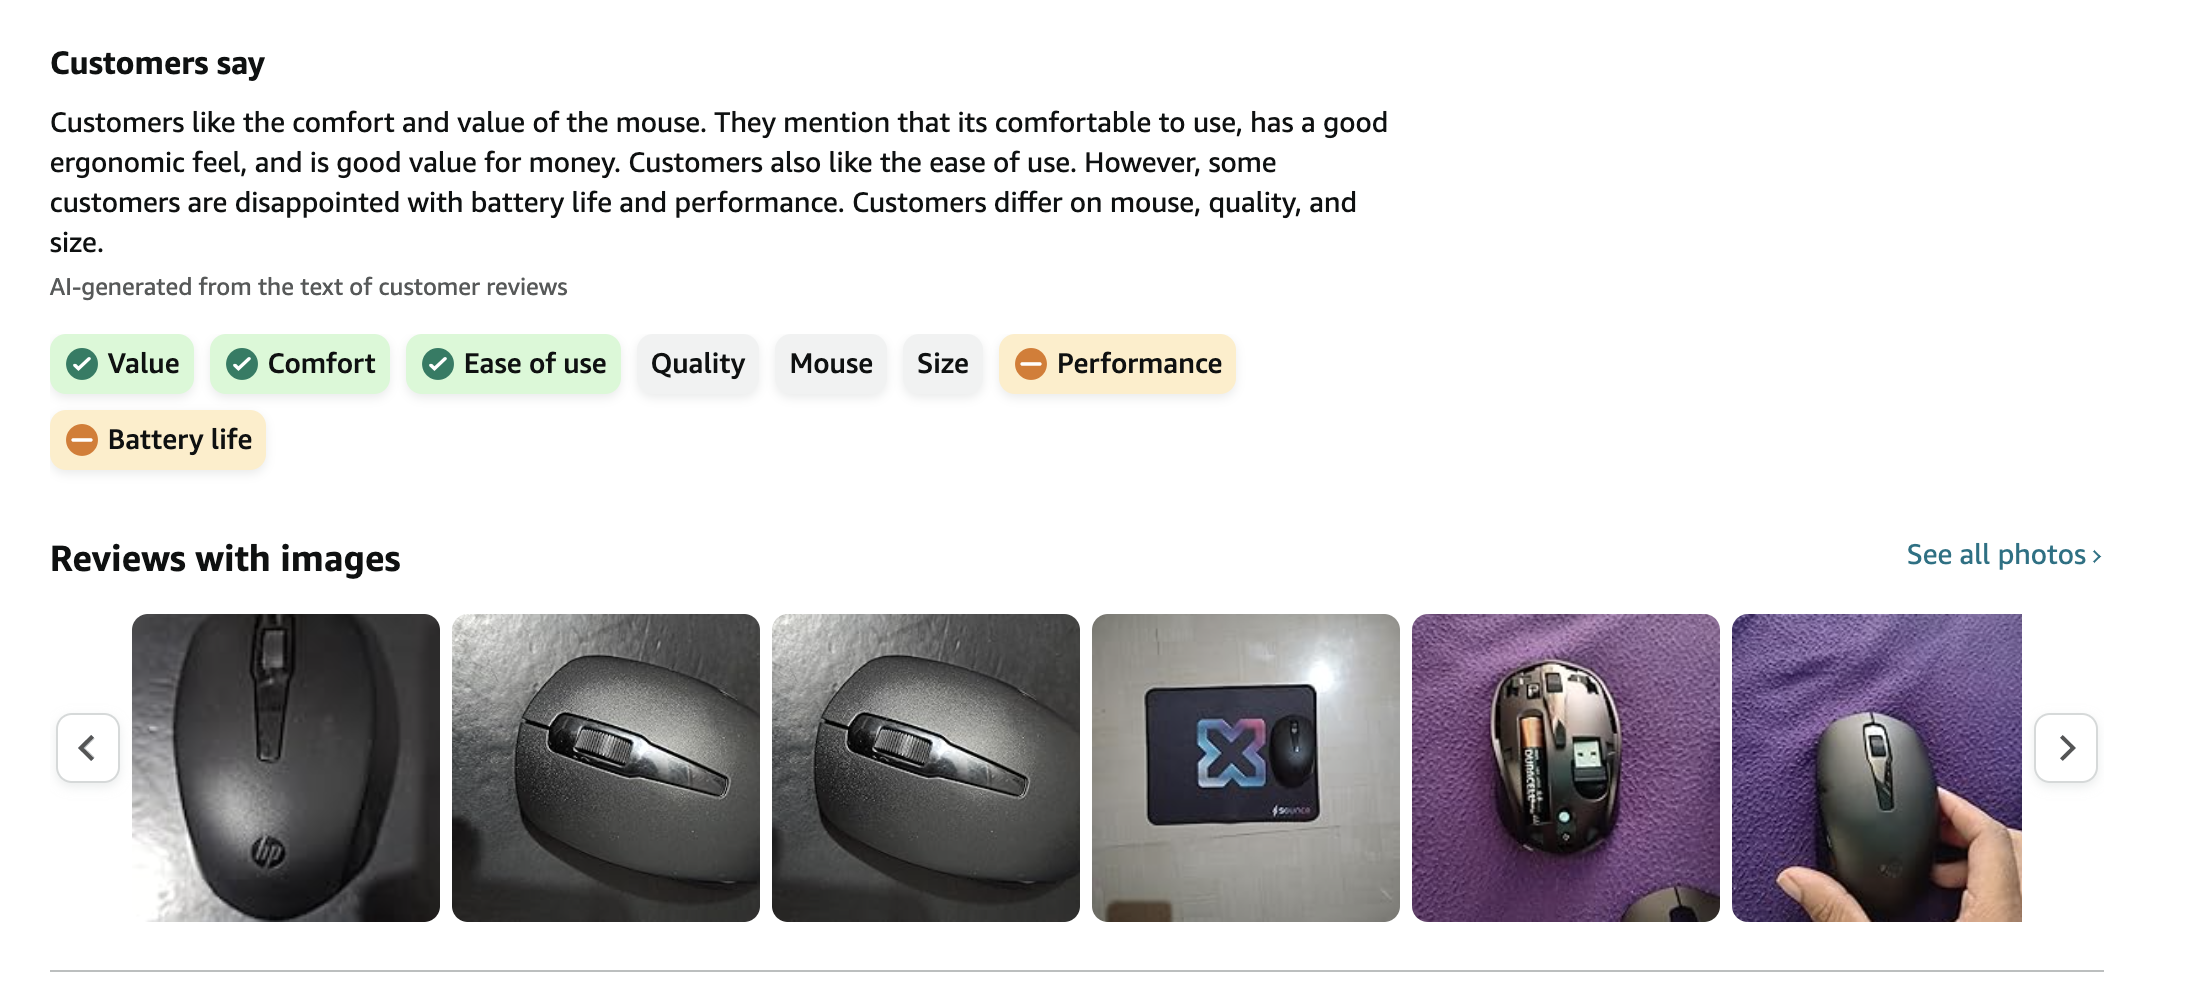 Customers say
Customers like the comfort and value of the mouse. They mention that its comfortable to use, has a good
ergonomic feel, and is good value for money. Customers also like the ease of use. However, some
customers are disappointed with battery life and performance. Customers differ on mouse, quality, and
size.
AI-generated from the text of customer reviews
Value Comfort Ease of use Quality Mouse Size Performance
Battery life
Reviews with images
See all photos ›
hp
sounce
DURACELL